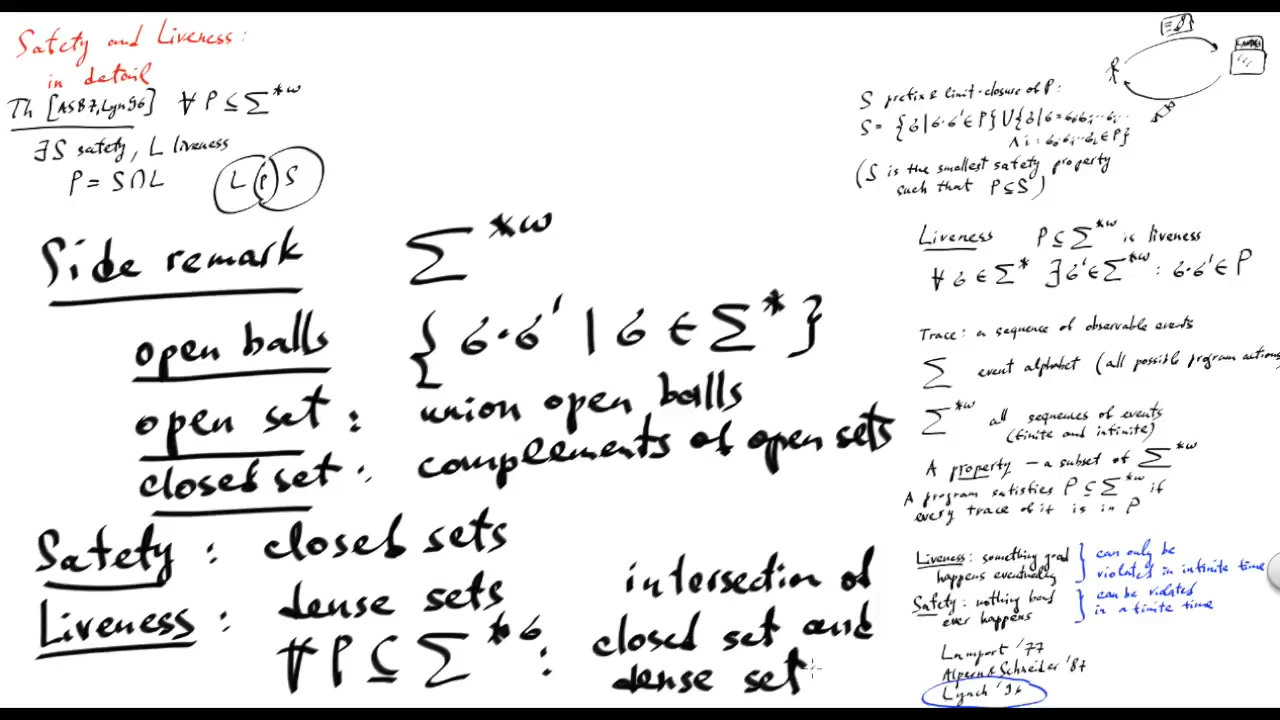 Safety and Liveness:
in detail
Th [AS87, Lyn96] ∀ P ⊆ Σ^*ω
∃S safety, L liveness
P = S ∩ L
L P S
Side remark Σ^*ω
open balls { σ·σ' | σ ∈ Σ^* }
open set : union open balls
closed set : complements of open sets
Safety : closed sets
Liveness : dense sets
∀ P ⊆ Σ^*ω : intersection of
closed set and
dense set
S prefix & limit-closure of P:
S = {σ | σ·σ' ∈ P} ∪ {σ | σ = σ₀σ₁...σᵢ...
∧ i : σ₀·σ₁...σᵢ ∈ P}
(S is the smallest safety property
such that P ⊆ S)
Liveness P ⊆ Σ^*ω is liveness
∀ σ ∈ Σ^* ∃ σ' ∈ Σ^*ω : σ·σ' ∈ P
Trace : a sequence of observable events
Σ event alphabet (all possible program actions
Σ^*ω all sequences of events
(finite and infinite)
A property – a subset of Σ^*ω
A program satisfies P ⊆ Σ^*ω if
every trace of it is in P
Liveness : something good
happens eventually
can only be
violated in infinite time
Safety : nothing bad
ever happens
can be violated
in a finite time
Lamport '77
Alpern & Schneider '87
Lynch '96